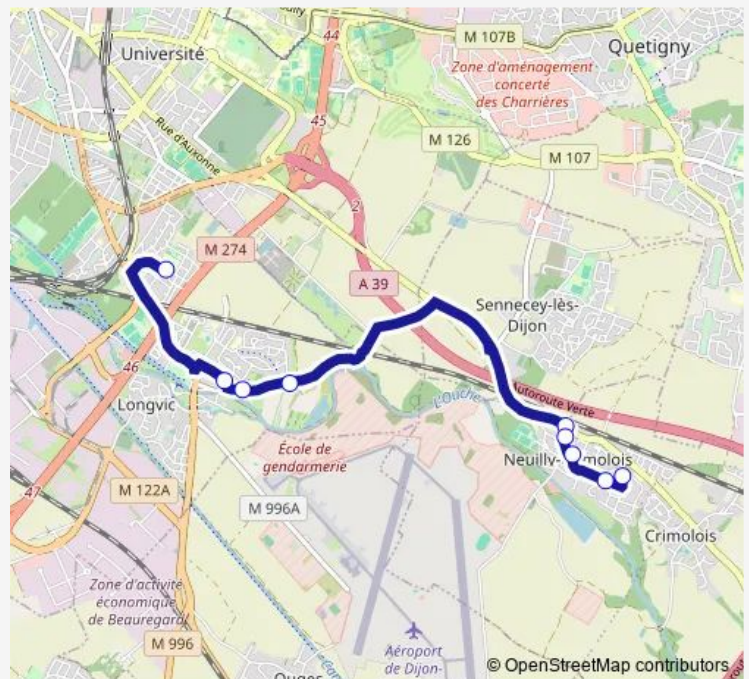 44
M 107B
Quetigny
Université
Zone d'aménagement
concerté
des Charrières
45
Rue d'Auxonne
M 126
M 107
2
M 274
A 39
Sennecey-lès-
Dijon
46
Longvic
Autoroute Verte
L'Ouche
École de
gendarmerie
47
M 122A
M 996A
Crimolois
Zone d'activité
économique
de Beauregard
M 996
Aéroport
de Dijon-
© OpenStreetMap contributors